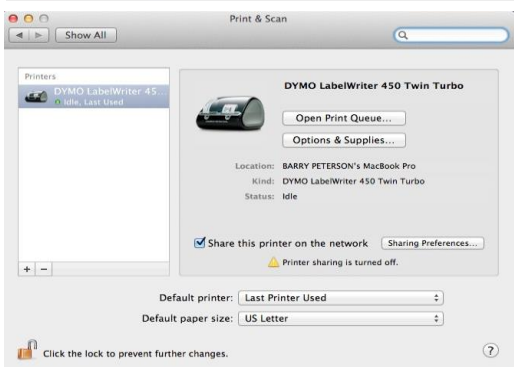 Print & Scan
Show All
Printers
DYMO LabelWriter 45...
Idle, Last Used
DYMO LabelWriter 450 Twin Turbo
Open Print Queue...
Options & Supplies...
Location: BARRY PETERSON's MacBook Pro
Kind: DYMO LabelWriter 450 Twin Turbo
Status: Idle
Share this printer on the network
Sharing Preferences...
Printer sharing is turned off.
+ −
Default printer: Last Printer Used
Default paper size: US Letter
Click the lock to prevent further changes.
?